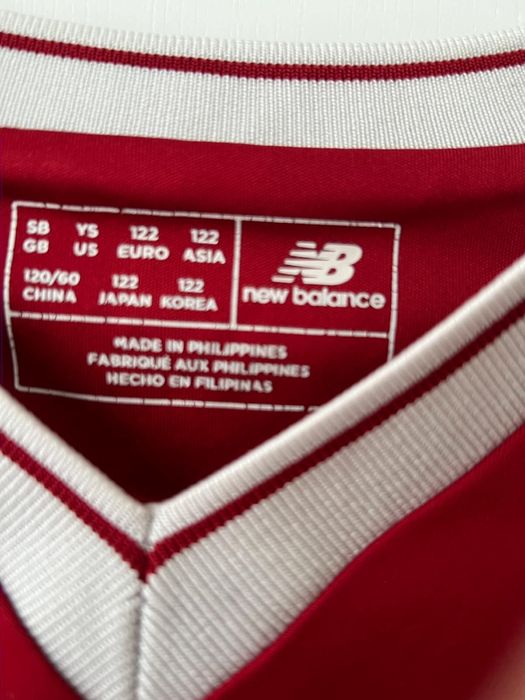 SB YS 122 122
GB US EURO ASIA
120/60 122 122
CHINA JAPAN KOREA
NB
new balance
MADE IN PHILIPPINES
FABRIQUÉ AUX PHILIPPINES
HECHO EN FILIPINAS